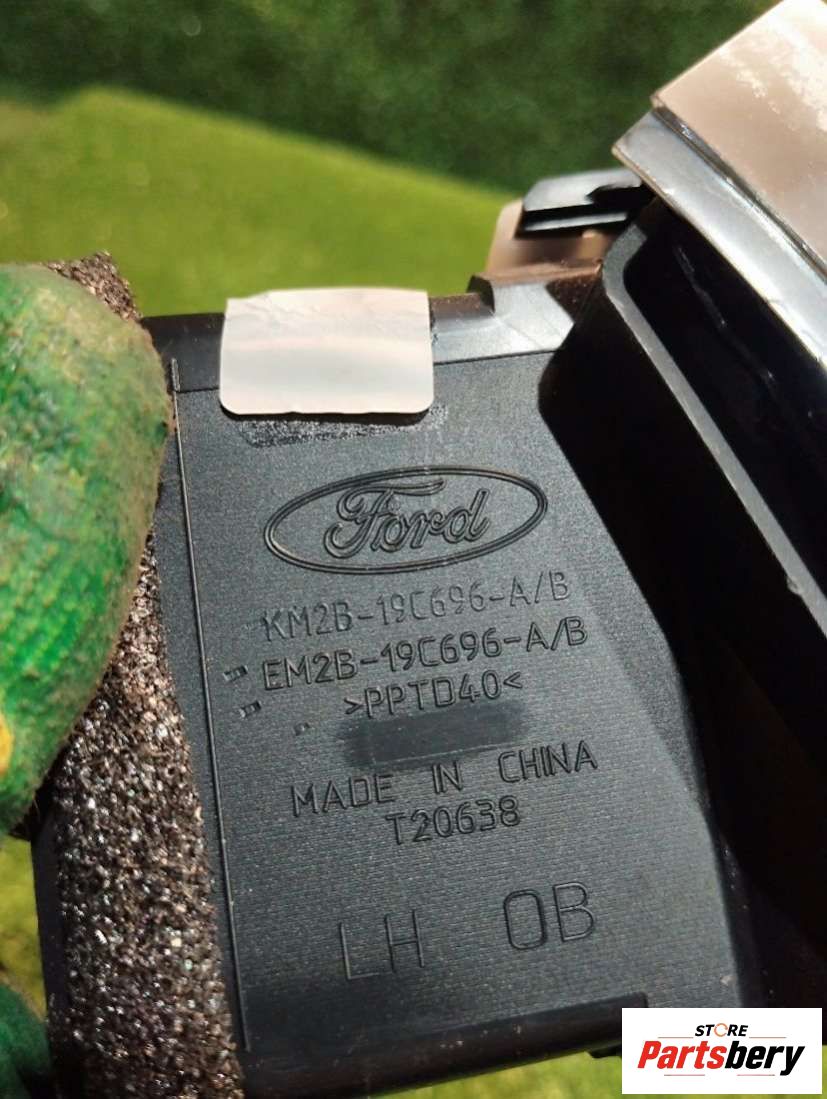 Ford
KM2B-19C696-A/B
EM2B-19C696-A/B
>PPTD40<
MADE IN CHINA
T20638
LH OB
STORE
Partsbery